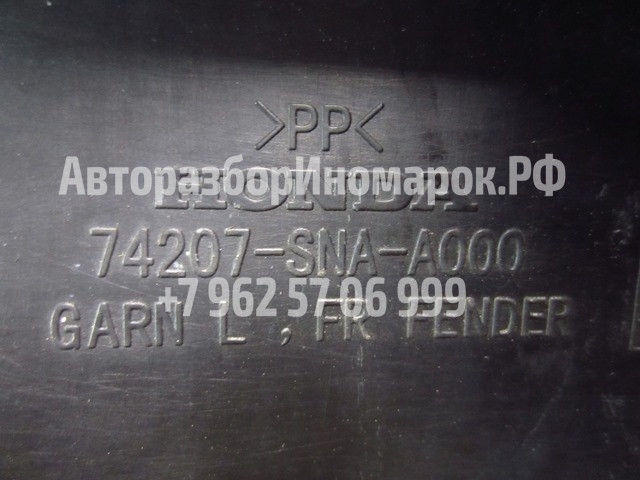 >PP<
АвторазборИномарок.РФ
HONDA
74207-SNA-A000
+7 962 57 06 999
GARN L , FR FENDER